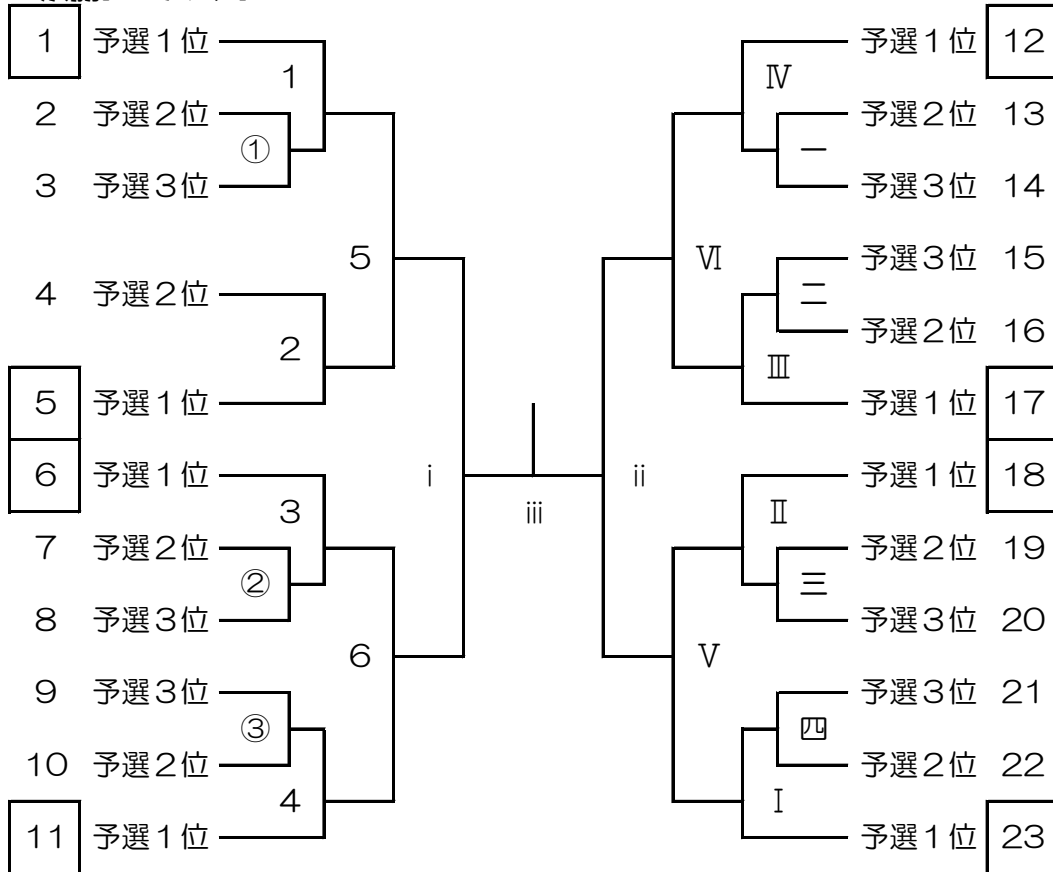 1 予選1位 予選1位 12
1 Ⅳ
2 予選2位 予選2位 13
① 一
3 予選3位 予選3位 14
5 Ⅵ 予選3位 15
4 予選2位 二
予選2位 16
2 Ⅲ
5 予選1位 予選1位 17
6 予選1位 ⅰ ⅱ 予選1位 18
3 ⅲ Ⅱ
7 予選2位 予選2位 19
② 三
8 予選3位 予選3位 20
6 Ⅴ
9 予選3位 予選3位 21
③ 四
10 予選2位 予選2位 22
4 Ⅰ
11 予選1位 予選1位 23